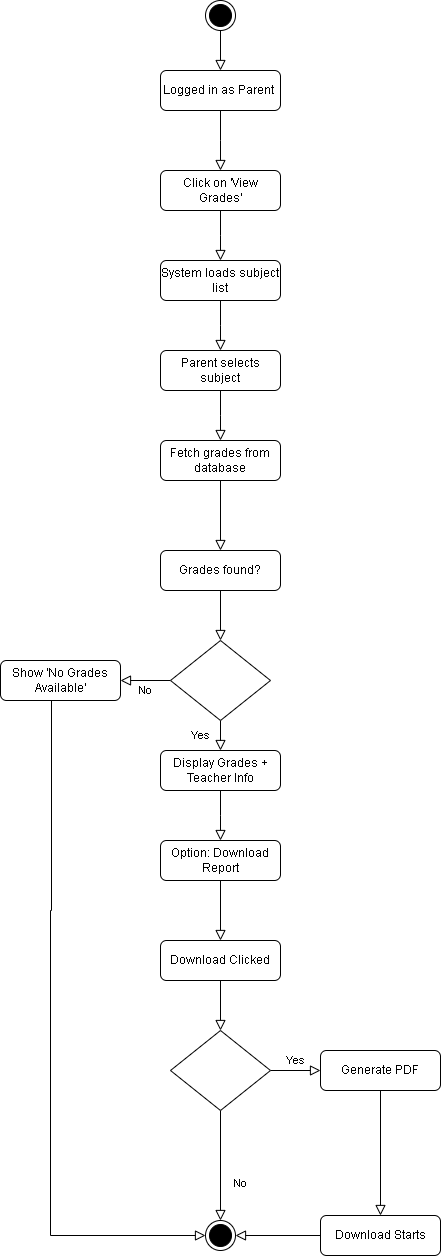 Logged in as Parent
Click on 'View
Grades'
System loads subject
list
Parent selects
subject
Fetch grades from
database
Grades found?
Show 'No Grades
Available'
No
Yes
Display Grades +
Teacher Info
Option: Download
Report
Download Clicked
Yes
Generate PDF
No
Download Starts